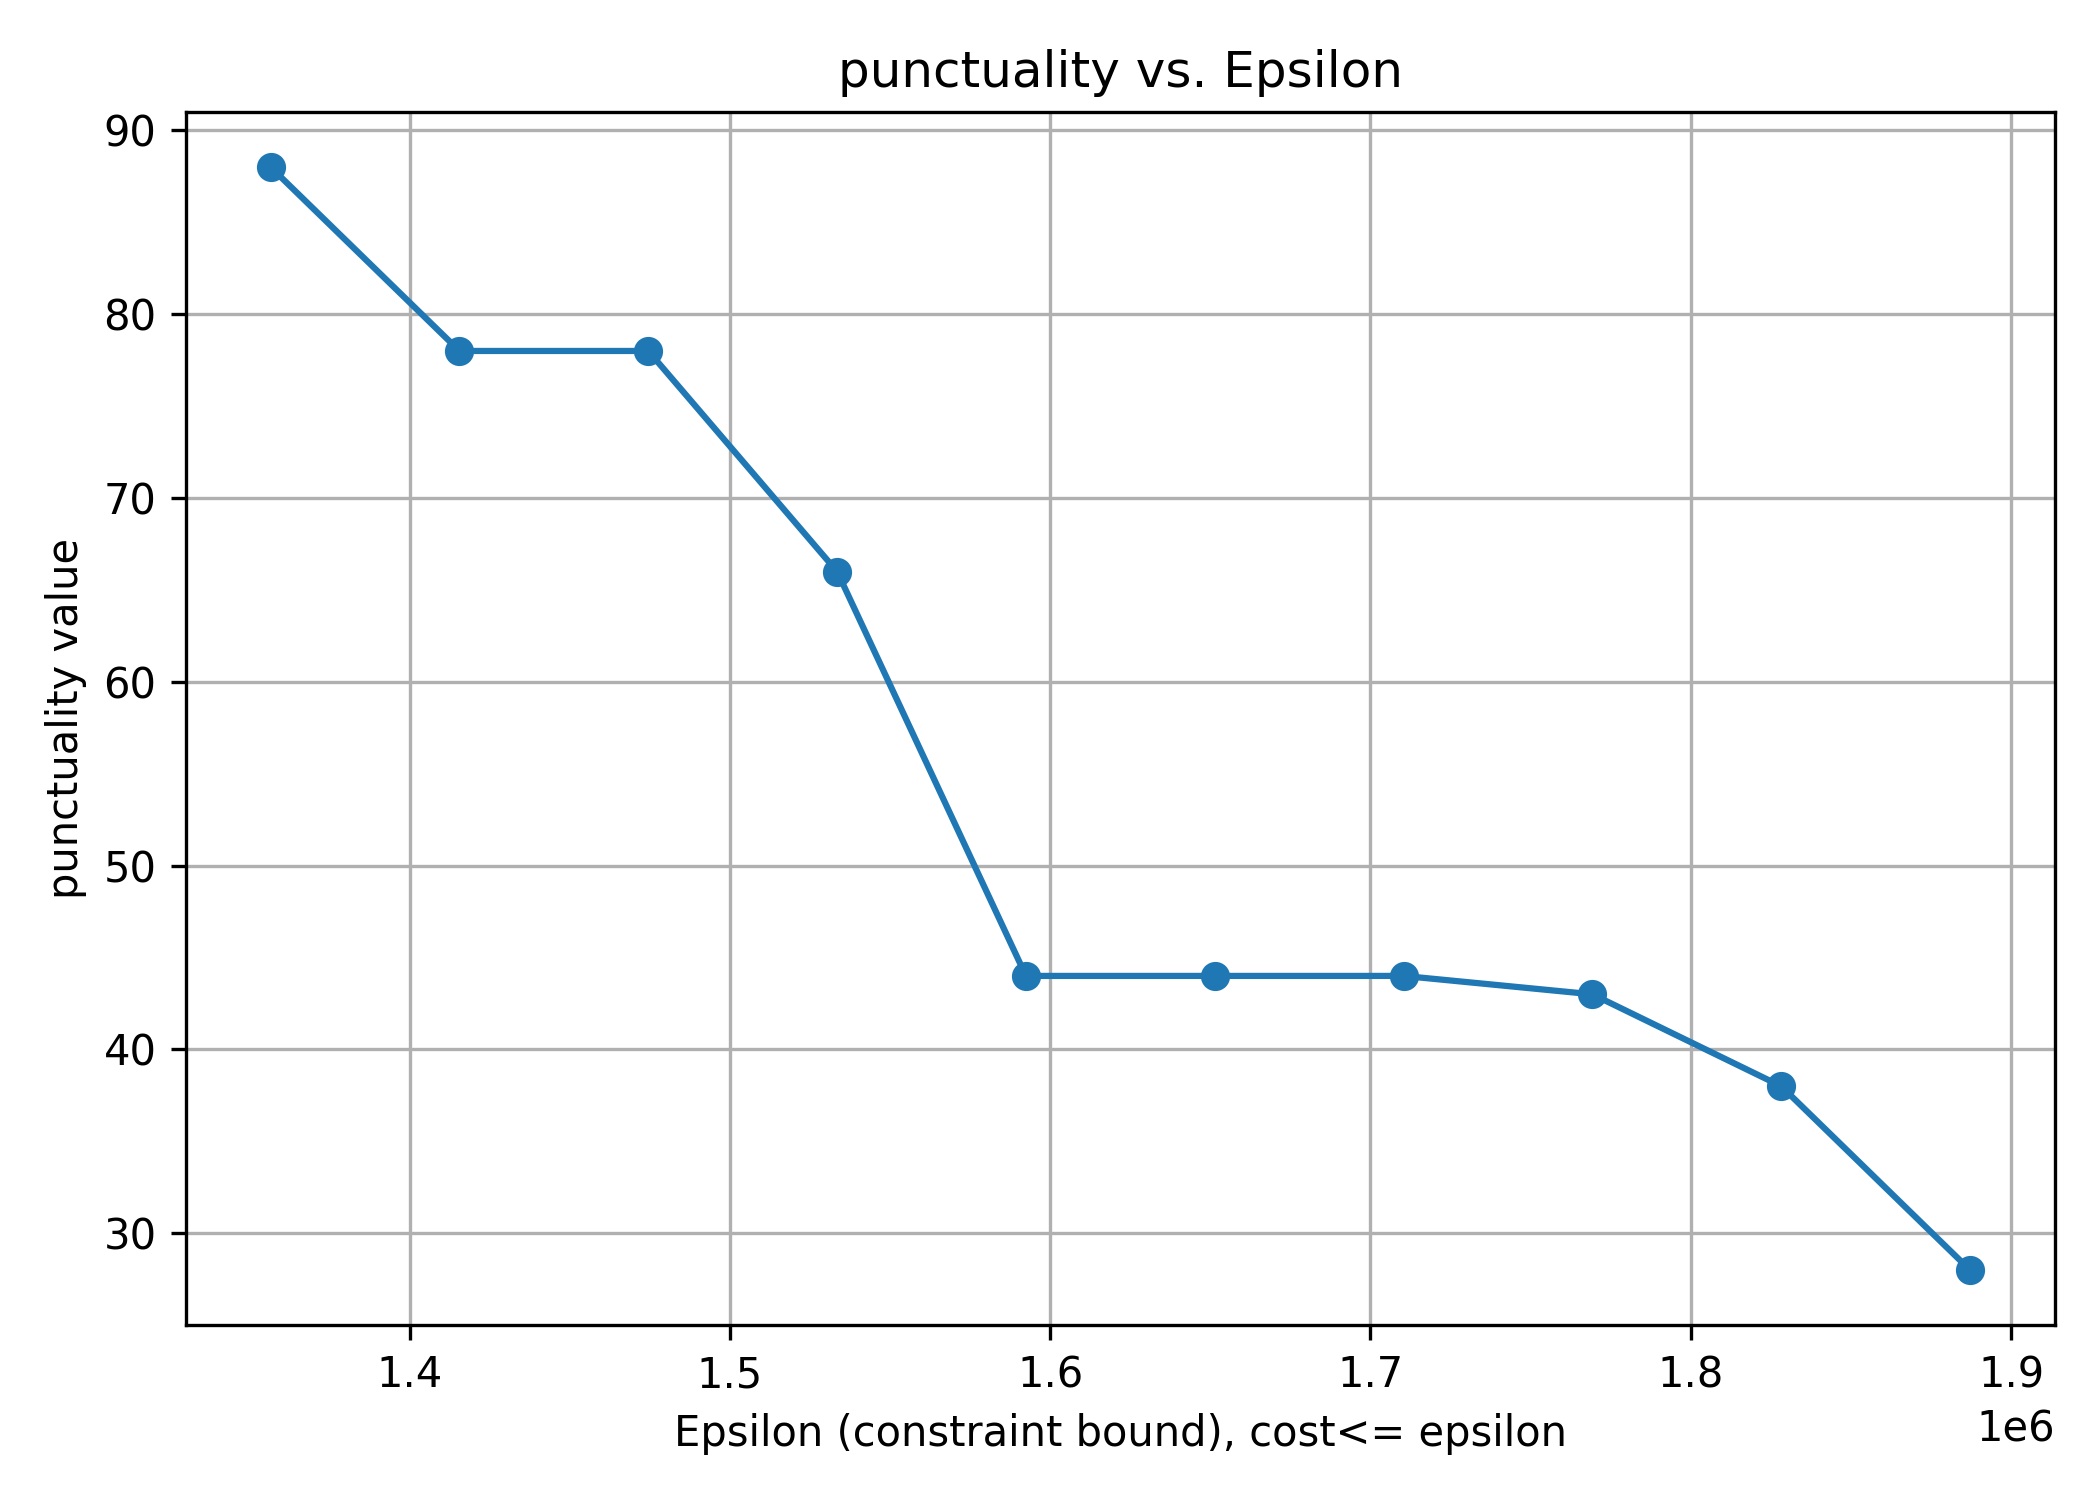 punctuality vs. Epsilon
90
80
70
60
50
40
30
punctuality value
1.4 1.5 1.6 1.7 1.8 1.9
1e6
Epsilon (constraint bound), cost<= epsilon